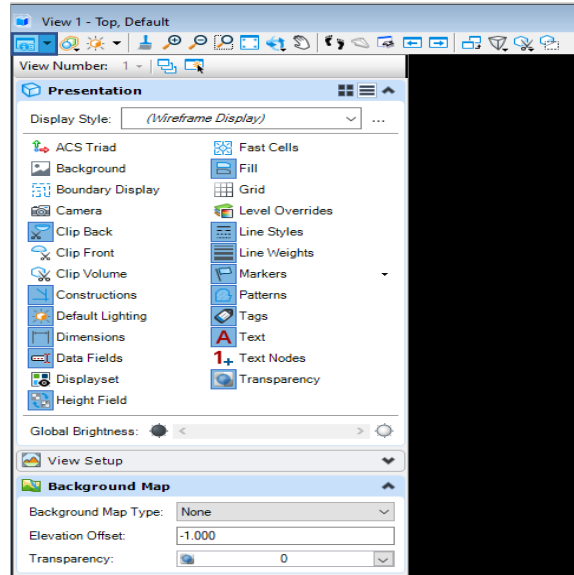 View 1 - Top, Default
View Number: 1
Presentation
Display Style: (Wireframe Display) ...
ACS Triad Fast Cells
Background Fill
Boundary Display Grid
Camera Level Overrides
Clip Back Line Styles
Clip Front Line Weights
Clip Volume Markers
Constructions Patterns
Default Lighting Tags
Dimensions Text
Data Fields Text Nodes
Displayset Transparency
Height Field
Global Brightness:
View Setup
Background Map
Background Map Type: None
Elevation Offset: -1.000
Transparency: 0